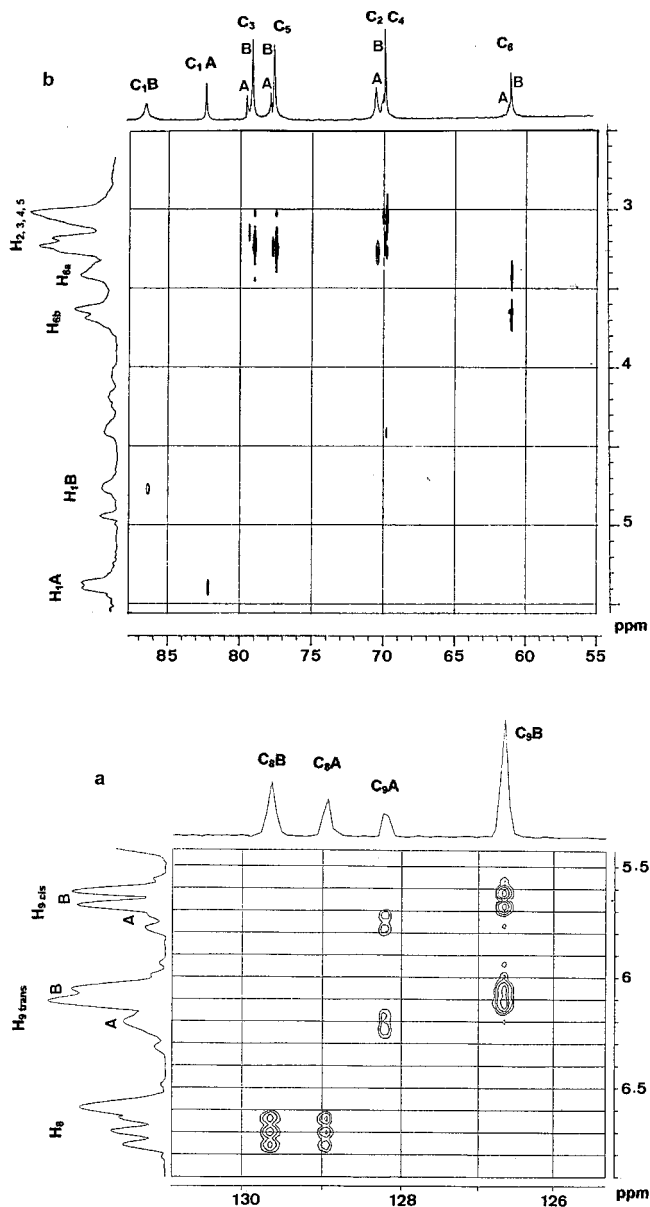 b
C₃
C₅
C₂ C₄
C₆
C₁B
C₁A
A
B
A
B
A
B
A
B
H₂, ₃, ₄, ₅
H₆ₐ
H₆b
H₁B
H₁A
3
4
5
ppm
85
80
75
70
65
60
55
a
C₈B
C₈A
C₉A
C₉B
H₉ cis
B
A
H₉ trans
B
A
H₈
5.5
6
6.5
ppm
130
128
126